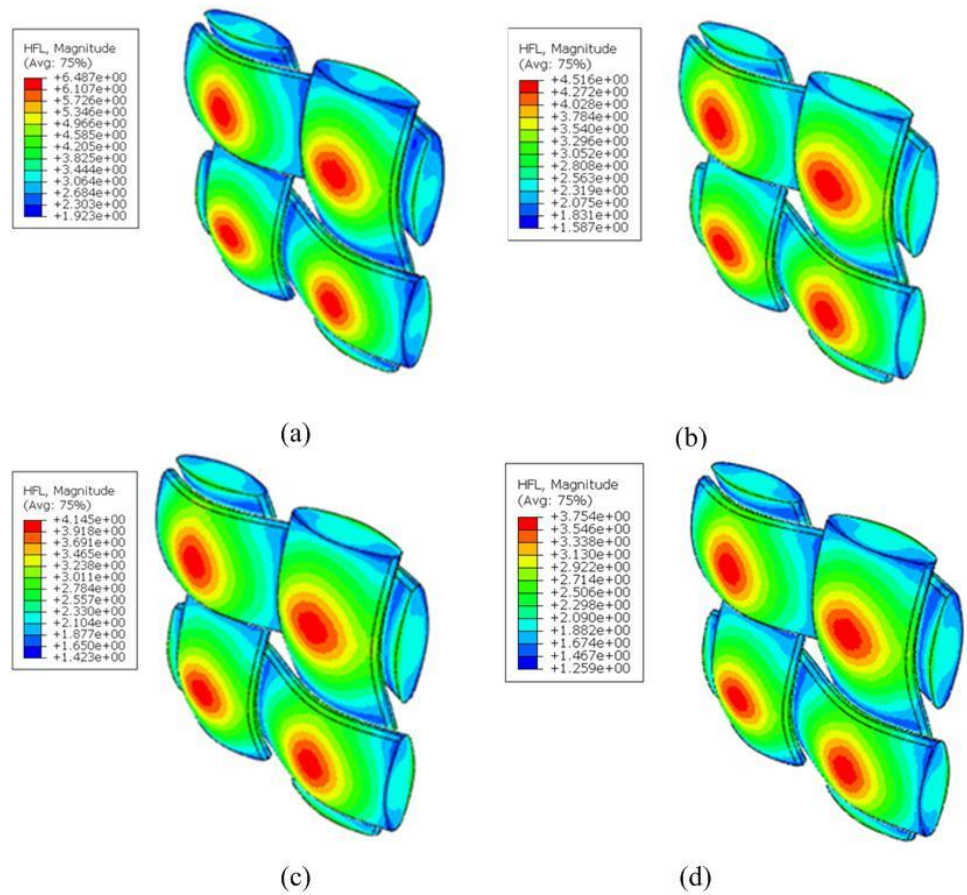 HFL, Magnitude
(Avg: 75%)
+6.487e+00
+6.107e+00
+5.726e+00
+5.346e+00
+4.966e+00
+4.585e+00
+4.205e+00
+3.825e+00
+3.444e+00
+3.064e+00
+2.684e+00
+2.303e+00
+1.923e+00
HFL, Magnitude
(Avg: 75%)
+4.516e+00
+4.272e+00
+4.028e+00
+3.784e+00
+3.540e+00
+3.296e+00
+3.052e+00
+2.808e+00
+2.563e+00
+2.319e+00
+2.075e+00
+1.831e+00
+1.587e+00
(a)
(b)
HFL, Magnitude
(Avg: 75%)
+4.145e+00
+3.918e+00
+3.691e+00
+3.465e+00
+3.238e+00
+3.011e+00
+2.784e+00
+2.557e+00
+2.330e+00
+2.104e+00
+1.877e+00
+1.650e+00
+1.423e+00
HFL, Magnitude
(Avg: 75%)
+3.754e+00
+3.546e+00
+3.338e+00
+3.130e+00
+2.922e+00
+2.714e+00
+2.506e+00
+2.298e+00
+2.090e+00
+1.882e+00
+1.674e+00
+1.467e+00
+1.259e+00
(c)
(d)